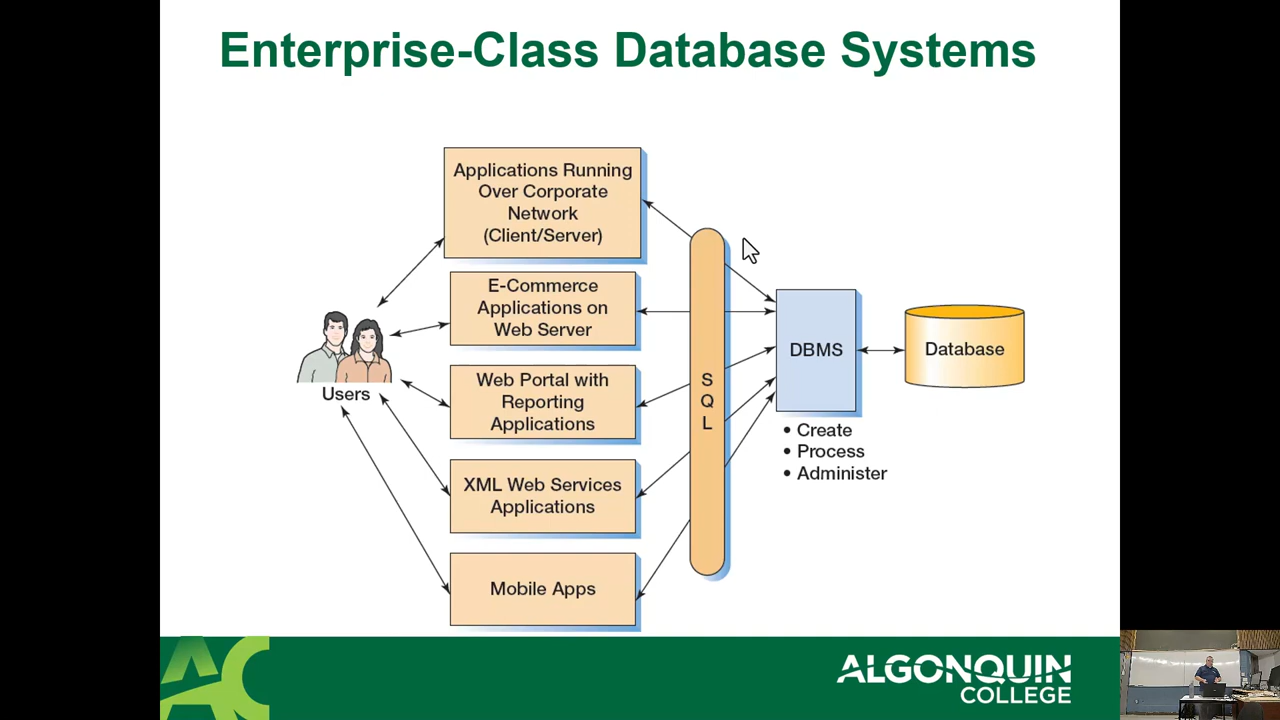 Enterprise-Class Database Systems
Applications Running
Over Corporate
Network
(Client/Server)
E-Commerce
Applications on
Web Server
Users
Web Portal with
Reporting
Applications
XML Web Services
Applications
Mobile Apps
S
Q
L
DBMS
• Create
• Process
• Administer
Database
AC
ALGONQUIN
COLLEGE